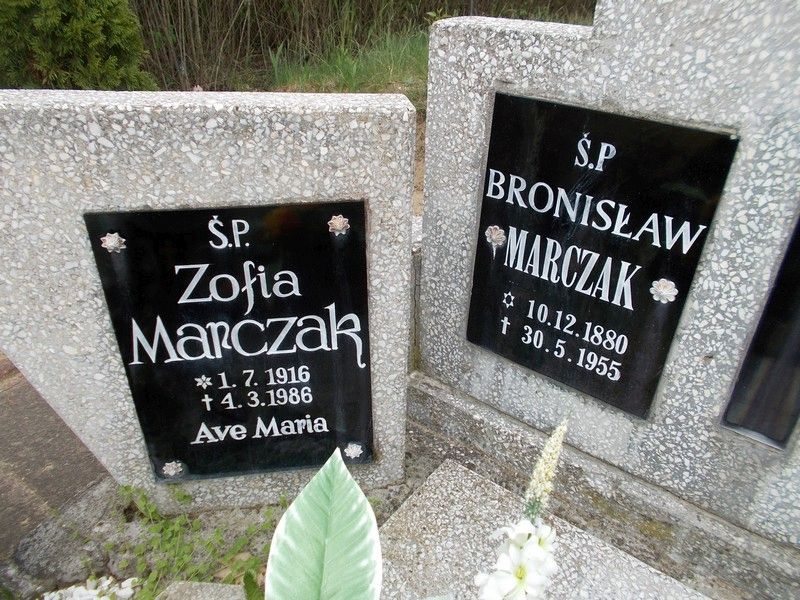 Ś.P.
Zofia
Marczak
* 1.7.1916
† 4.3.1986
Ave Maria
Ś.P
BRONISŁAW
MARCZAK
✡ 10.12.1880
† 30.5.1955